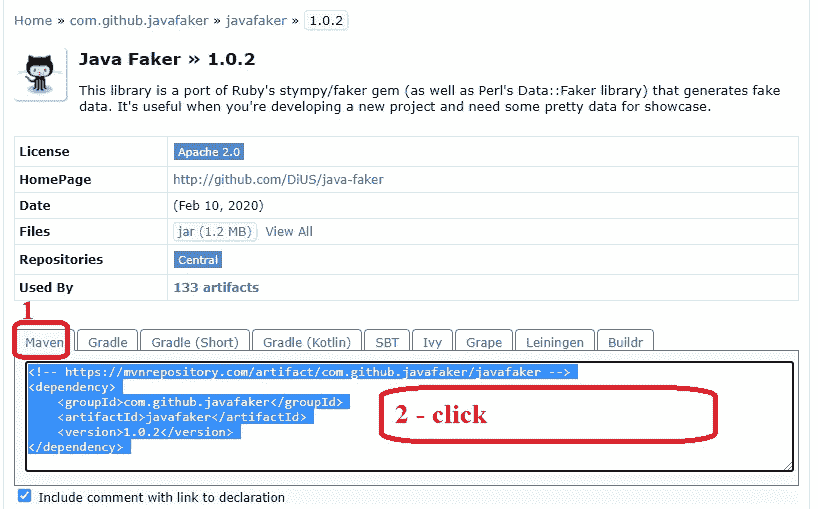 Home » com.github.javafaker » javafaker » 1.0.2
Java Faker » 1.0.2
This library is a port of Ruby's stympy/faker gem (as well as Perl's Data::Faker library) that generates fake
data. It's useful when you're developing a new project and need some pretty data for showcase.
License Apache 2.0
HomePage http://github.com/DiUS/java-faker
Date (Feb 10, 2020)
Files jar (1.2 MB) View All
Repositories Central
Used By 133 artifacts
1
Maven Gradle Gradle (Short) Gradle (Kotlin) SBT Ivy Grape Leiningen Buildr
<!-- https://mvnrepository.com/artifact/com.github.javafaker/javafaker -->
<dependency>
    <groupId>com.github.javafaker</groupId>
    <artifactId>javafaker</artifactId>
    <version>1.0.2</version>
</dependency>
2 - click
Include comment with link to declaration